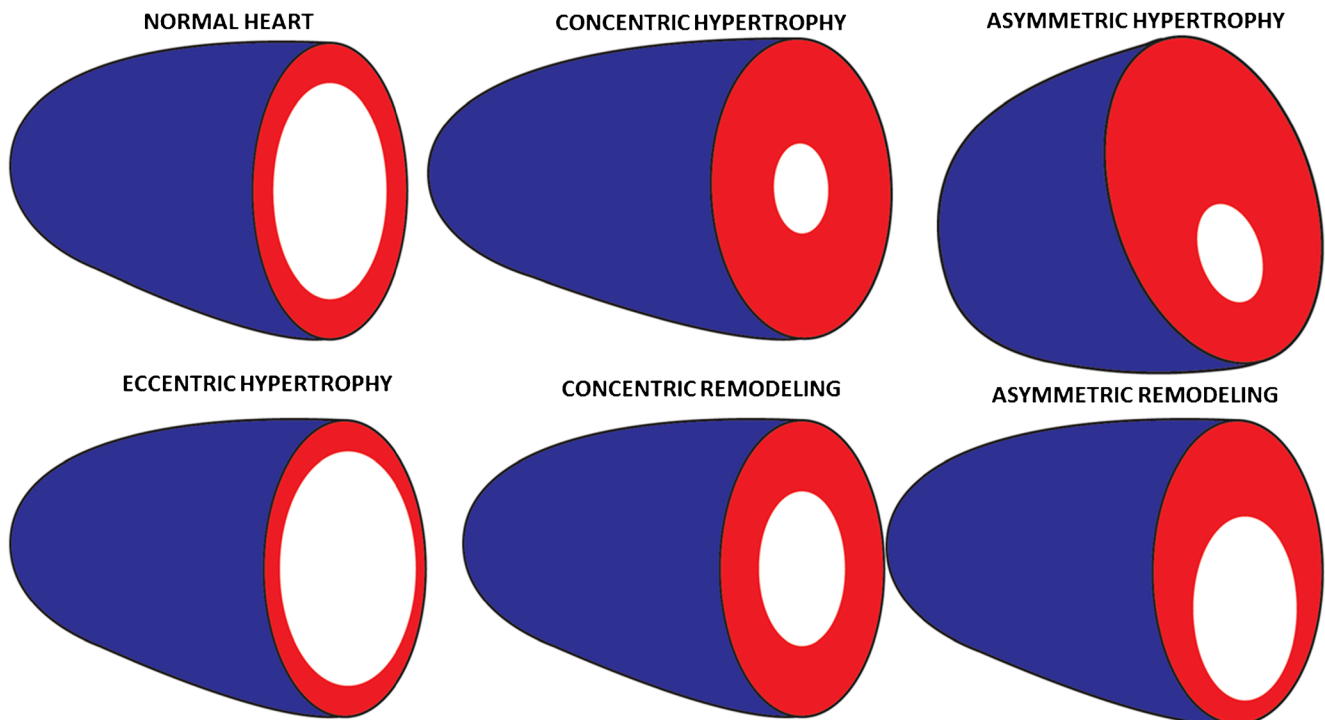 NORMAL HEART
CONCENTRIC HYPERTROPHY
ASYMMETRIC HYPERTROPHY
ECCENTRIC HYPERTROPHY
CONCENTRIC REMODELING
ASYMMETRIC REMODELING